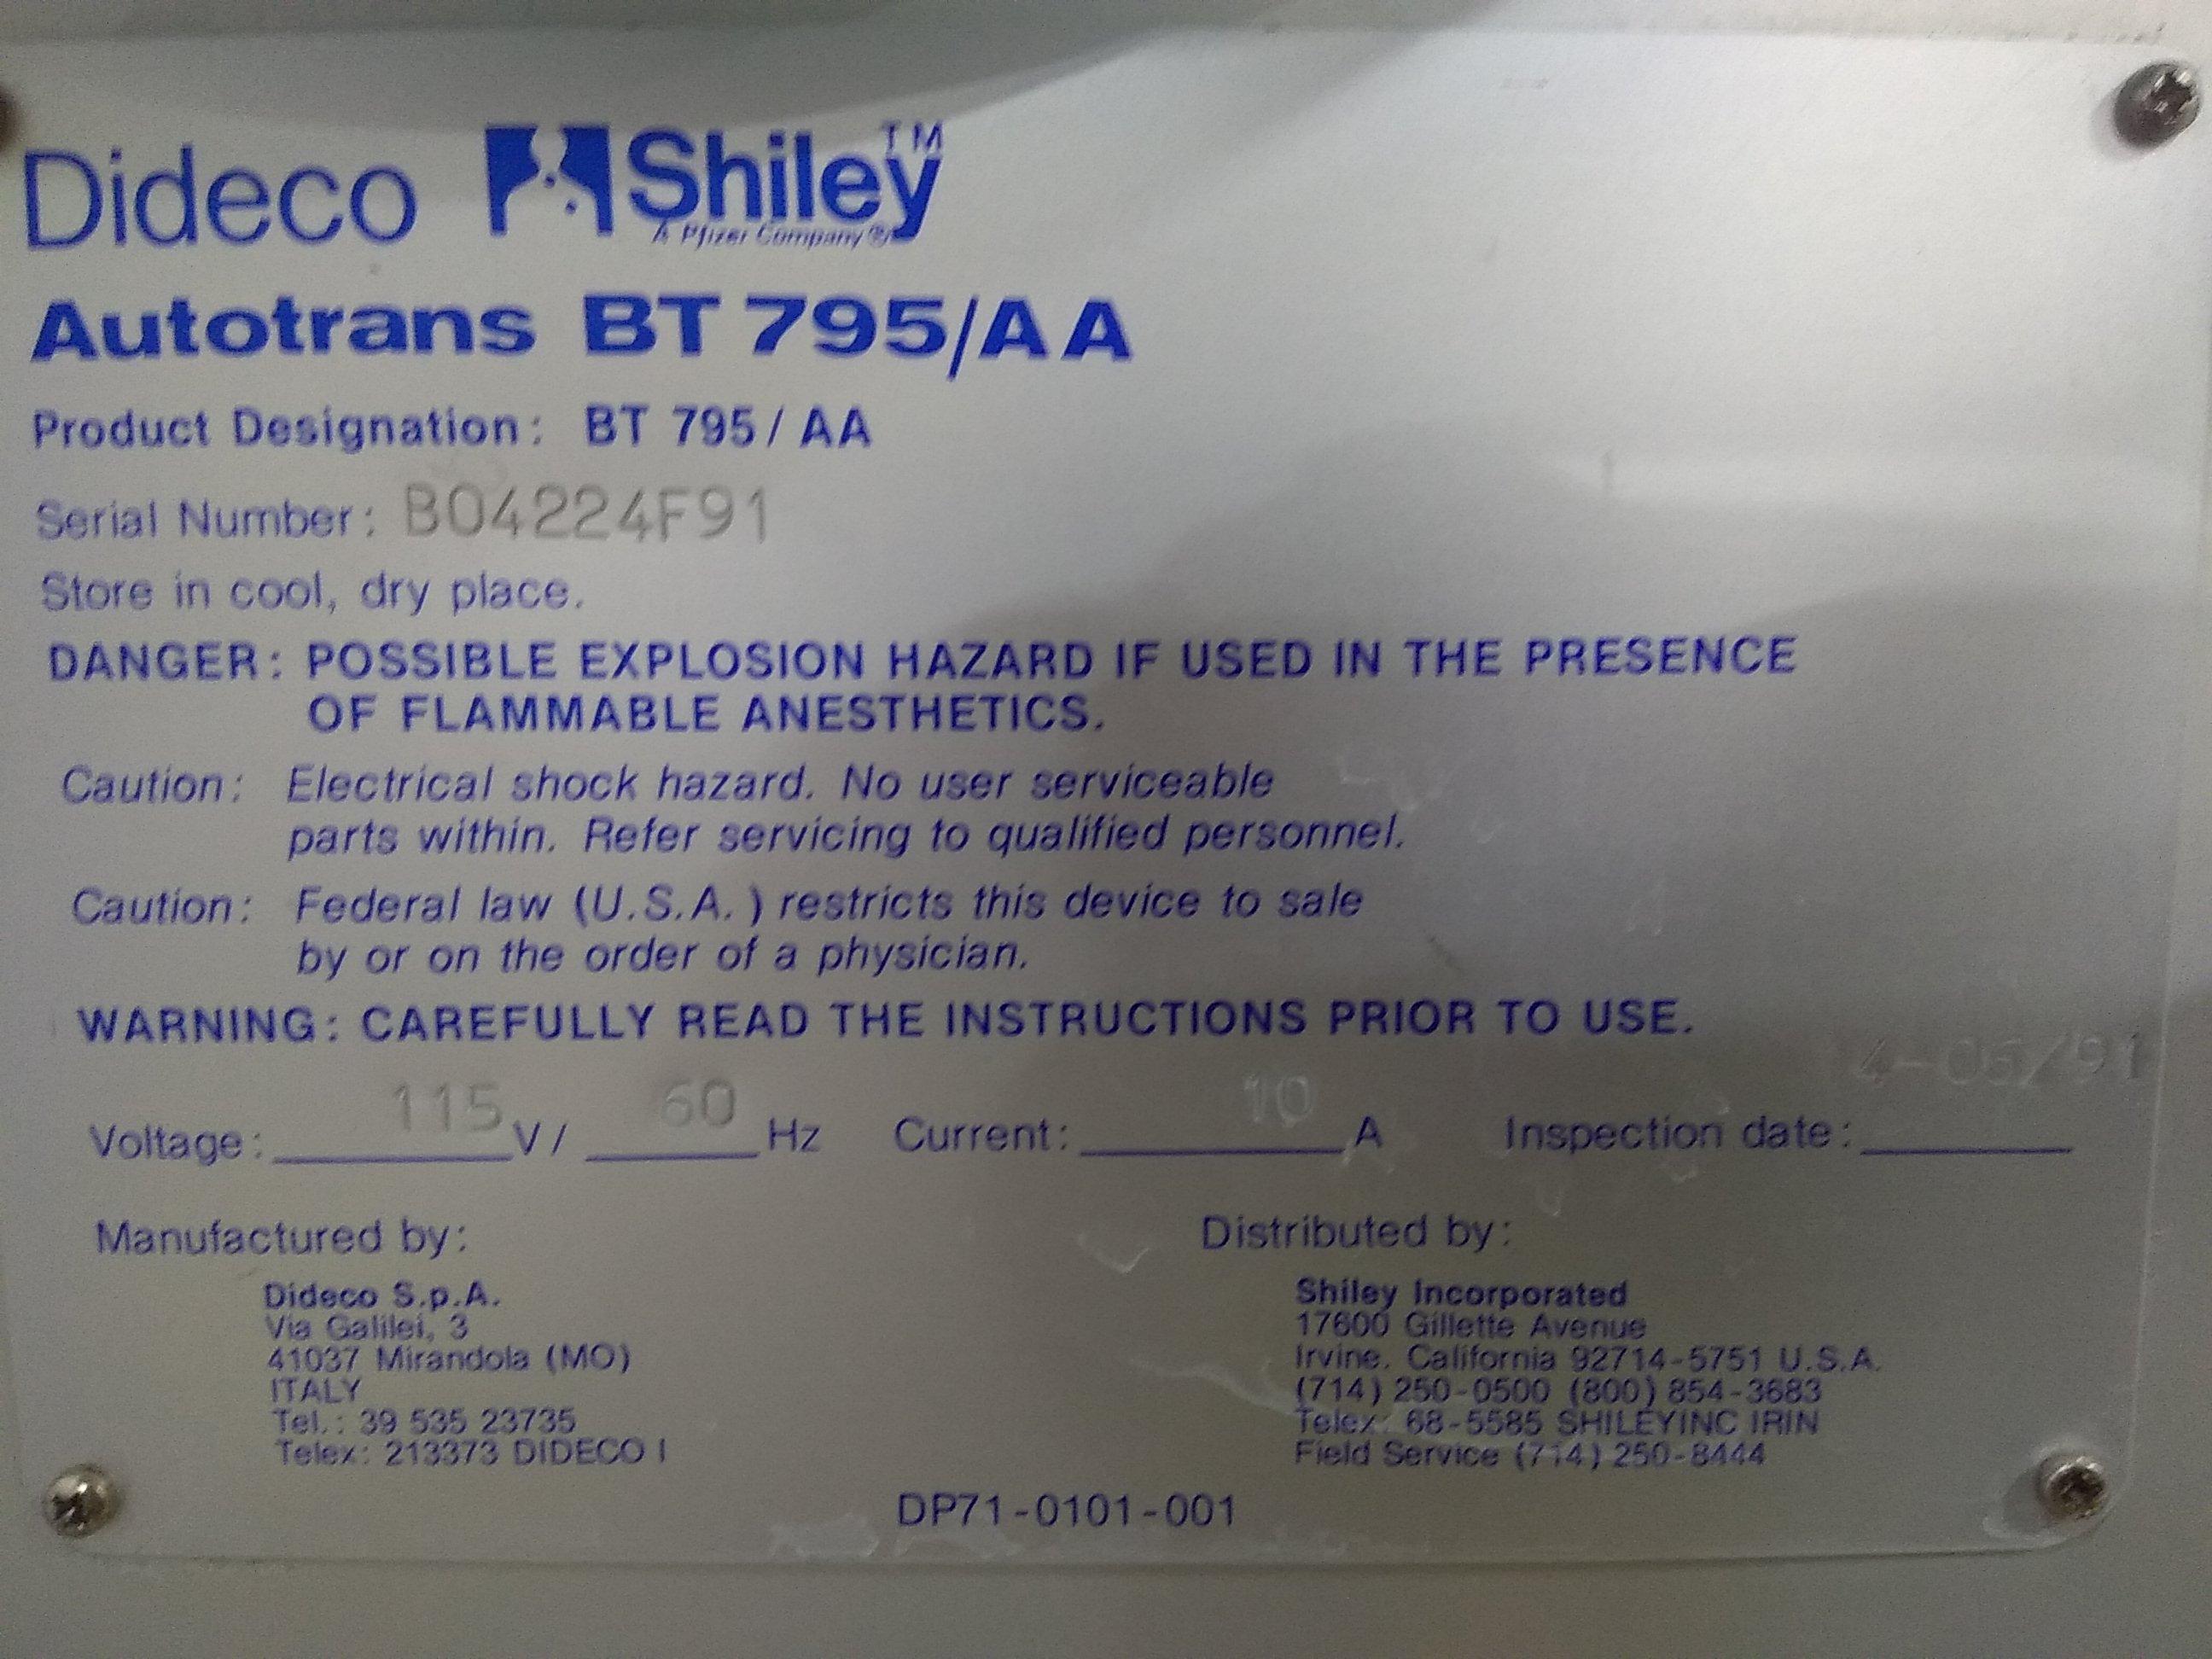 Dideco Shiley™
A Pfizer Company®
Autotrans BT 795/AA
Product Designation: BT 795/AA
Serial Number: B04224F91
Store in cool, dry place.
DANGER: POSSIBLE EXPLOSION HAZARD IF USED IN THE PRESENCE
OF FLAMMABLE ANESTHETICS.
Caution: Electrical shock hazard. No user serviceable
parts within. Refer servicing to qualified personnel.
Caution: Federal law (U.S.A.) restricts this device to sale
by or on the order of a physician.
WARNING: CAREFULLY READ THE INSTRUCTIONS PRIOR TO USE.
Voltage: 115 V/ 60 Hz Current: 10 A Inspection date:
Manufactured by: Distributed by:
Dideco S.p.A.
Via Galilei, 3
41037 Mirandola (MO)
ITALY
Tel.: 39 535 23735
Telex: 213373 DIDECO I
Shiley Incorporated
17600 Gillette Avenue
Irvine, California 92714-5751 U.S.A.
(714) 250-0500 (800) 854-3683
Telex: 68-5585 SHILEYINC IRIN
Field Service (714) 250-8444
DP71-0101-001